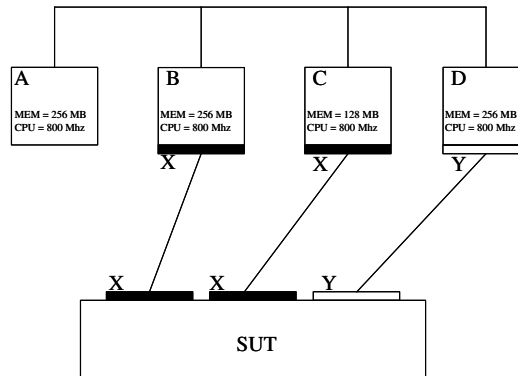 A
B
C
D
MEM = 256 MB
CPU = 800 Mhz
MEM = 256 MB
CPU = 800 Mhz
MEM = 128 MB
CPU = 800 Mhz
MEM = 256 MB
CPU = 800 Mhz
X
X
Y
X
X
Y
SUT